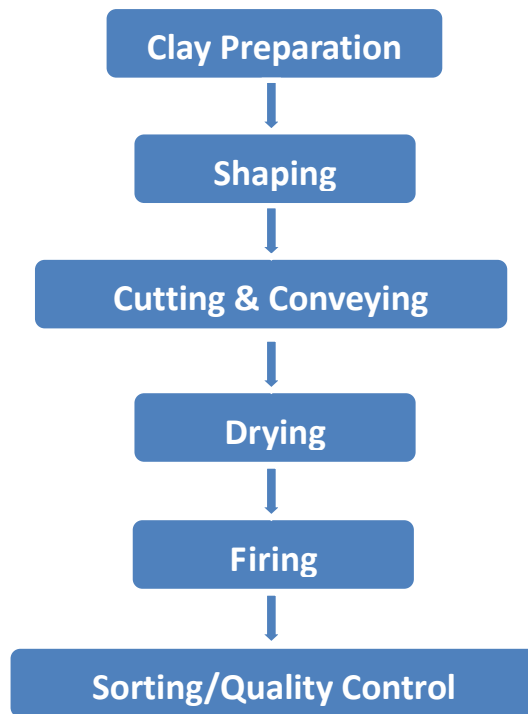 Clay Preparation
Shaping
Cutting & Conveying
Drying
Firing
Sorting/Quality Control